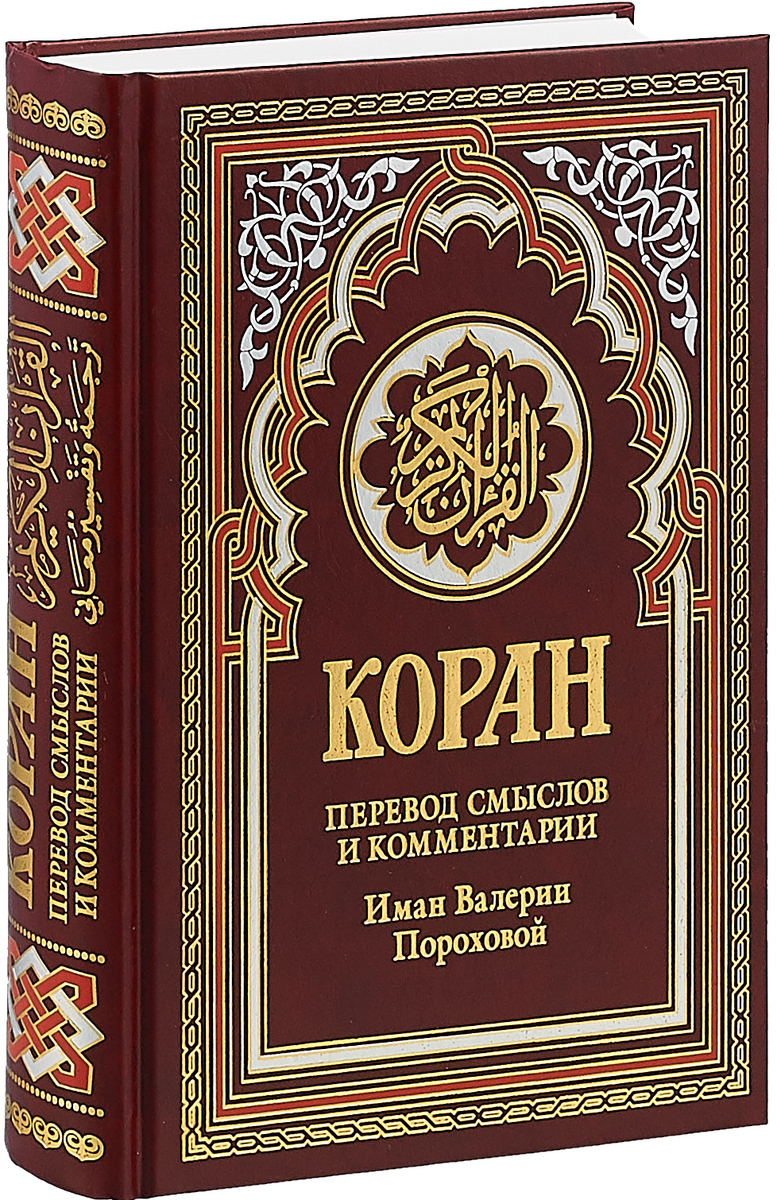 القرآن الكريم
КОРАН
ПЕРЕВОД СМЫСЛОВ
И КОММЕНТАРИИ
Иман Валерии
Пороховой
КОРАН
ПЕРЕВОД СМЫСЛОВ
И КОММЕНТАРИИ
القرآن الكريم
ترجمة وتفسير معاني